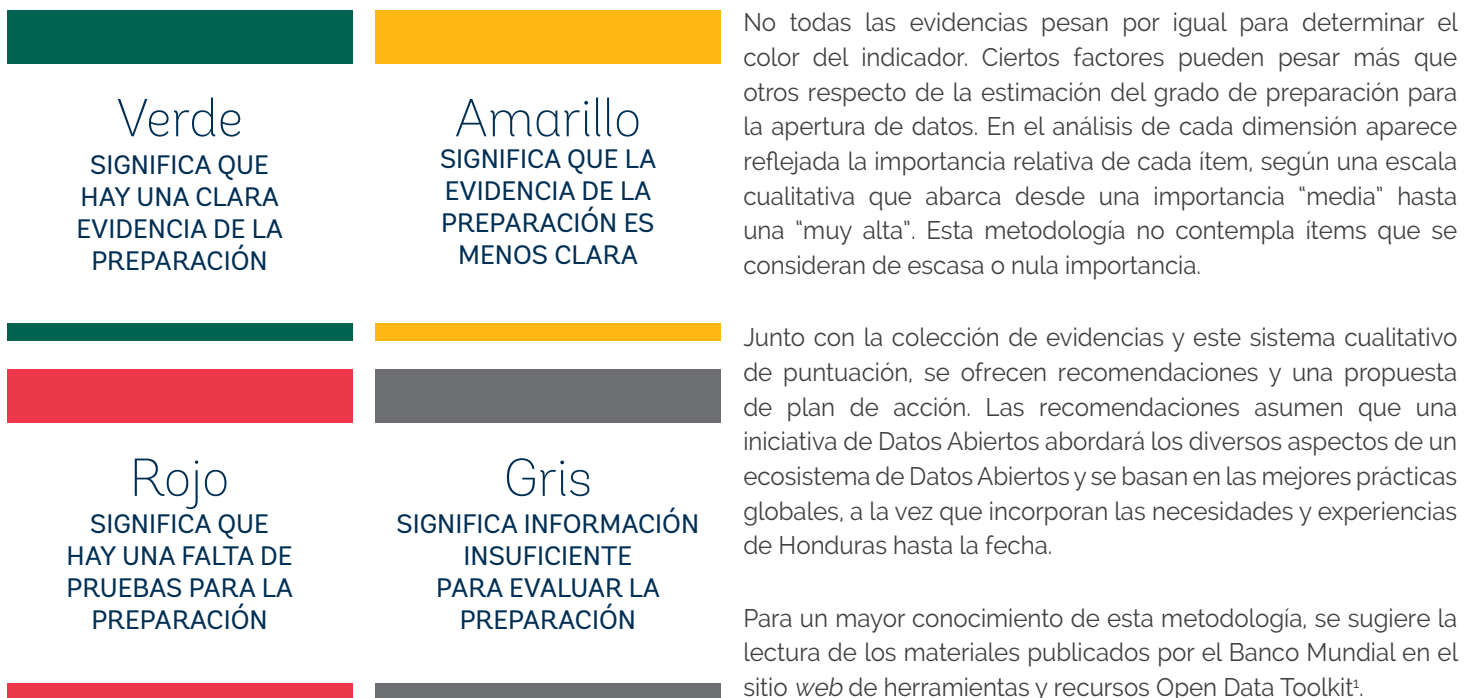 Verde
SIGNIFICA QUE
HAY UNA CLARA
EVIDENCIA DE LA
PREPARACIÓN
Amarillo
SIGNIFICA QUE LA
EVIDENCIA DE LA
PREPARACIÓN ES
MENOS CLARA
Rojo
SIGNIFICA QUE
HAY UNA FALTA DE
PRUEBAS PARA LA
PREPARACIÓN
Gris
SIGNIFICA INFORMACIÓN
INSUFICIENTE
PARA EVALUAR LA
PREPARACIÓN
No todas las evidencias pesan por igual para determinar el
color del indicador. Ciertos factores pueden pesar más que
otros respecto de la estimación del grado de preparación para
la apertura de datos. En el análisis de cada dimensión aparece
reflejada la importancia relativa de cada ítem, según una escala
cualitativa que abarca desde una importancia “media” hasta
una “muy alta”. Esta metodología no contempla ítems que se
consideran de escasa o nula importancia.
Junto con la colección de evidencias y este sistema cualitativo
de puntuación, se ofrecen recomendaciones y una propuesta
de plan de acción. Las recomendaciones asumen que una
iniciativa de Datos Abiertos abordará los diversos aspectos de un
ecosistema de Datos Abiertos y se basan en las mejores prácticas
globales, a la vez que incorporan las necesidades y experiencias
de Honduras hasta la fecha.
Para un mayor conocimiento de esta metodología, se sugiere la
lectura de los materiales publicados por el Banco Mundial en el
sitio web de herramientas y recursos Open Data Toolkit¹.